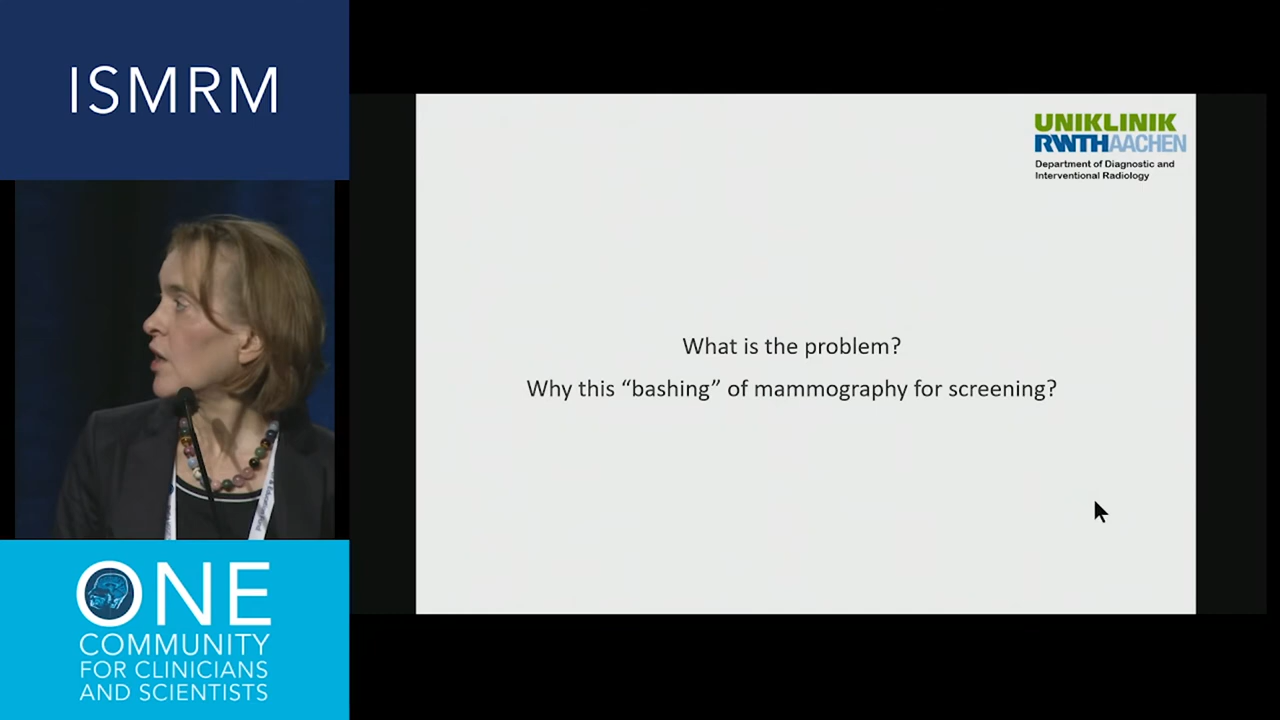 ISMRM
ONE
COMMUNITY
FOR CLINICIANS
AND SCIENTISTS
UNIKLINIK
RWTHAACHEN
Department of Diagnostic and
Interventional Radiology
What is the problem?
Why this “bashing” of mammography for screening?